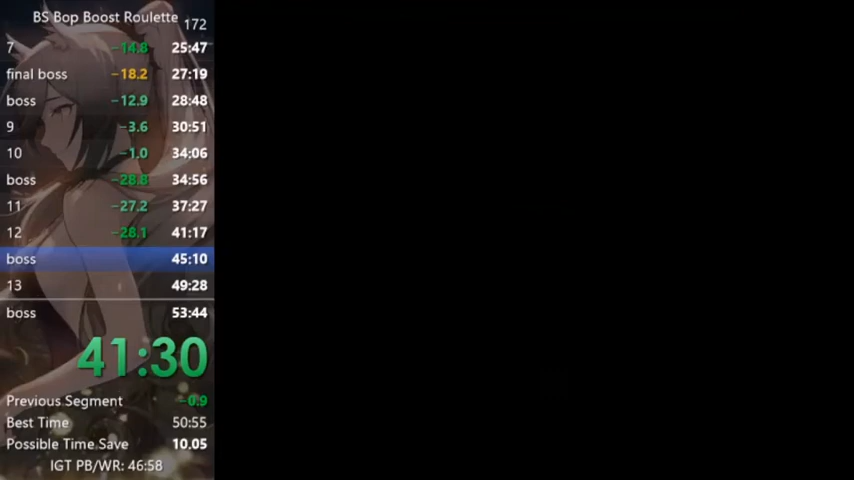 BS Bop Boost Roulette 172
7 -14.8 25:47
final boss -18.2 27:19
boss -12.9 28:48
9 -3.6 30:51
10 -1.0 34:06
boss -28.8 34:56
11 -27.2 37:27
12 -28.1 41:17
boss 45:10
13 49:28
boss 53:44
41:30
Previous Segment -0.9
Best Time 50:55
Possible Time Save 10.05
IGT PB/WR: 46:58